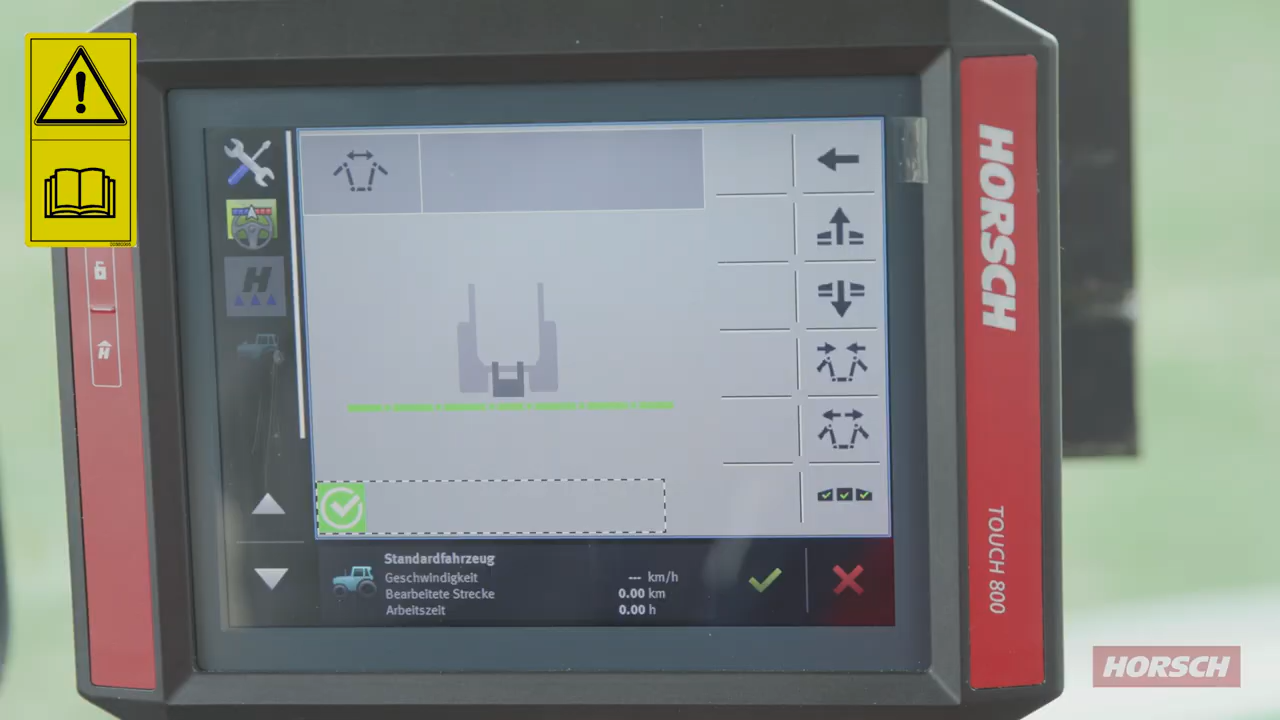 HORSCH
TOUCH 800
H
H
Standardfahrzeug
Geschwindigkeit --- km/h
Bearbeitete Strecke 0.00 km
Arbeitszeit 0.00 h
HORSCH